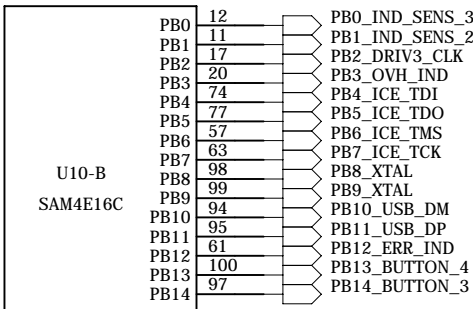 PB0 12 PB0_IND_SENS_3
PB1 11 PB1_IND_SENS_2
PB2 17 PB2_DRIV3_CLK
PB3 20 PB3_OVH_IND
PB4 74 PB4_ICE_TDI
PB5 77 PB5_ICE_TDO
PB6 57 PB6_ICE_TMS
PB7 63 PB7_ICE_TCK
U10-B
PB8 98 PB8_XTAL
PB9 99 PB9_XTAL
SAM4E16C
PB10 94 PB10_USB_DM
PB11 95 PB11_USB_DP
PB12 61 PB12_ERR_IND
PB13 100 PB13_BUTTON_4
PB14 97 PB14_BUTTON_3